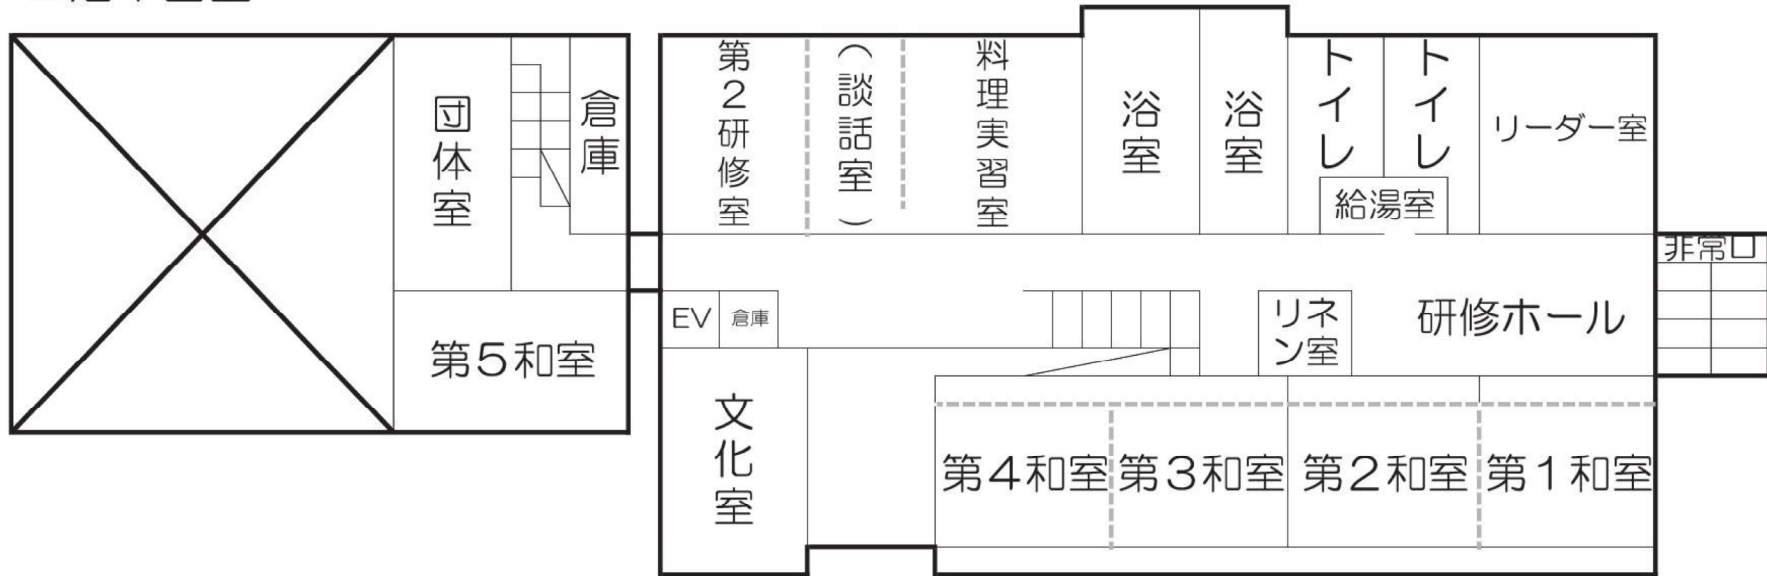 団体室
倉庫
第2研修室
（談話室）
料理実習室
浴室
浴室
トイレ
トイレ
リーダー室
給湯室
非常口
EV
倉庫
リネ
ン室
研修ホール
第5和室
文化室
第4和室
第3和室
第2和室
第1和室